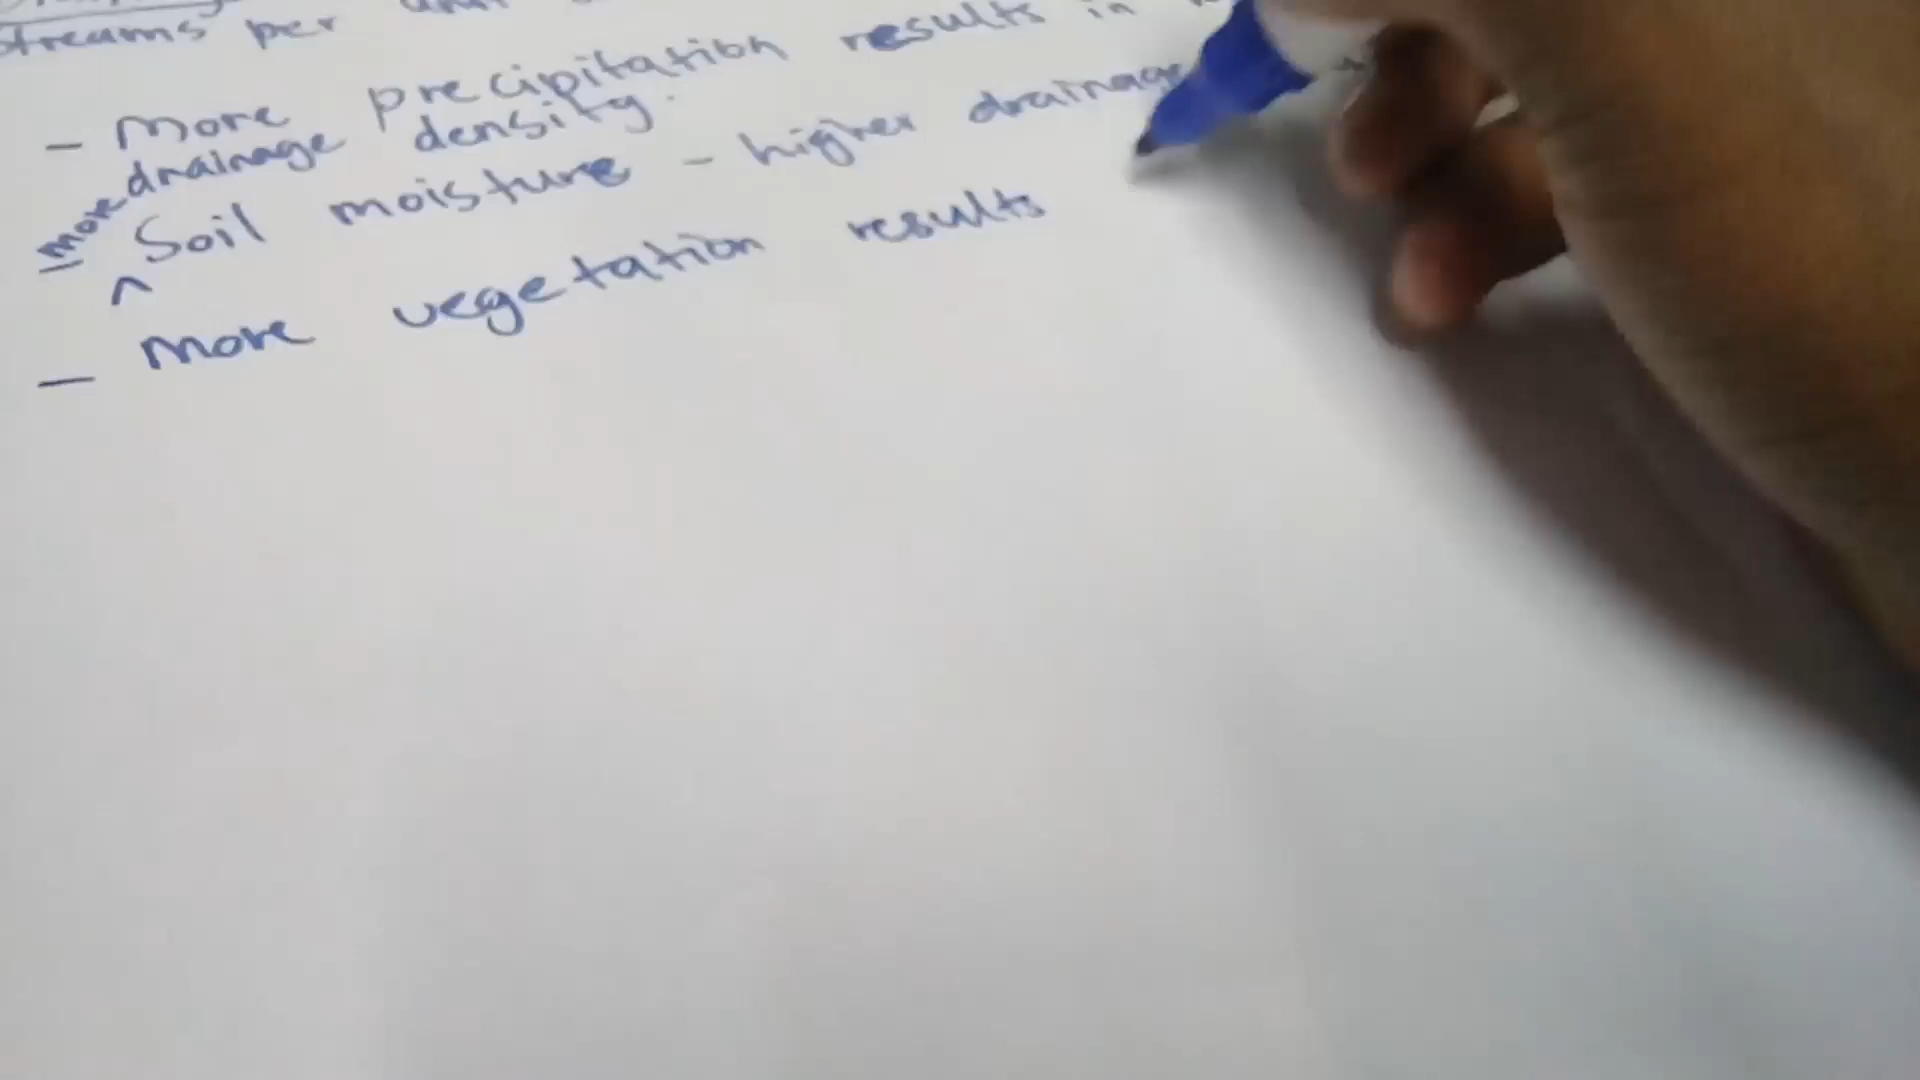 streams per
- More precipitation results in
drainage density.
- more Soil moisture - higher drainage
^
- More vegetation results